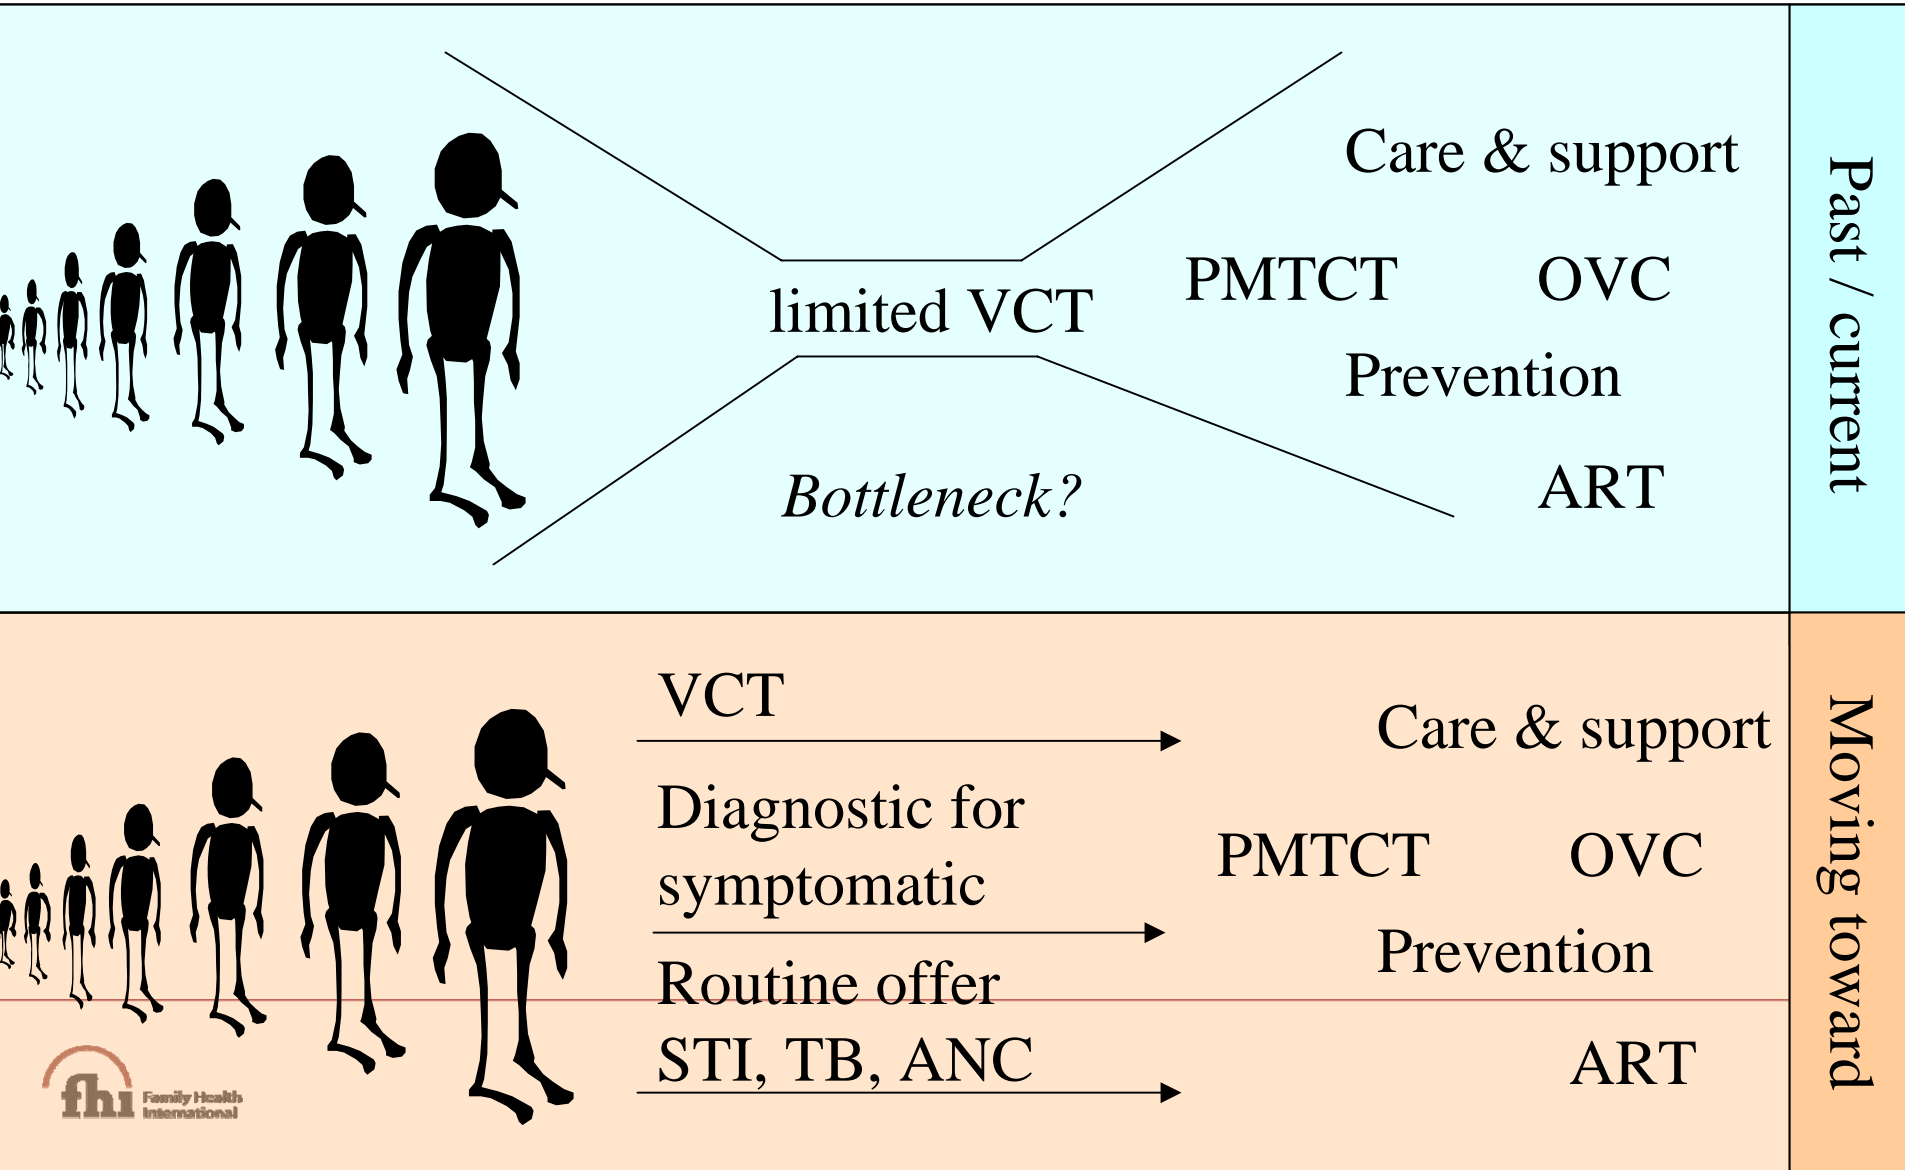 Care & support
PMTCT OVC
limited VCT
Prevention
Bottleneck?
ART
Past / current
VCT
Care & support
Diagnostic for
symptomatic
PMTCT OVC
Routine offer
Prevention
STI, TB, ANC
ART
Moving toward
fhi
Family Health
International